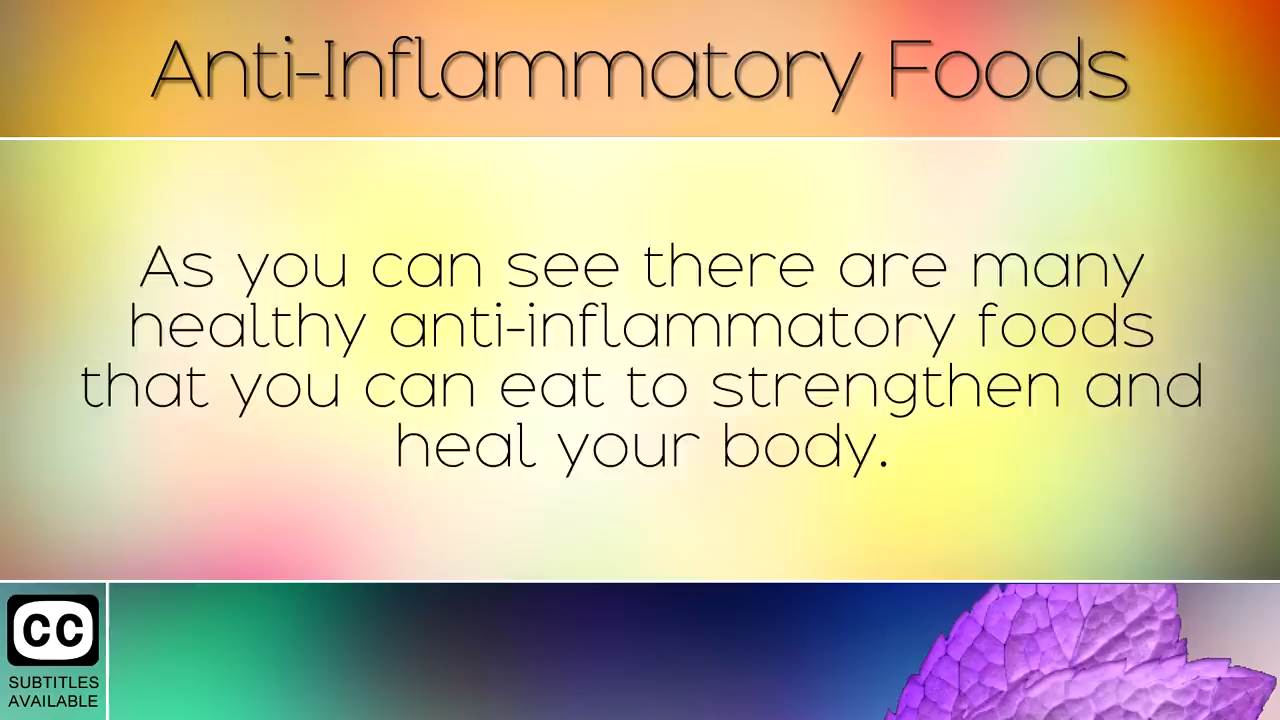 Anti-Inflammatory Foods
As you can see there are many
healthy anti-inflammatory foods
that you can eat to strengthen and
heal your body.
CC
SUBTITLES
AVAILABLE